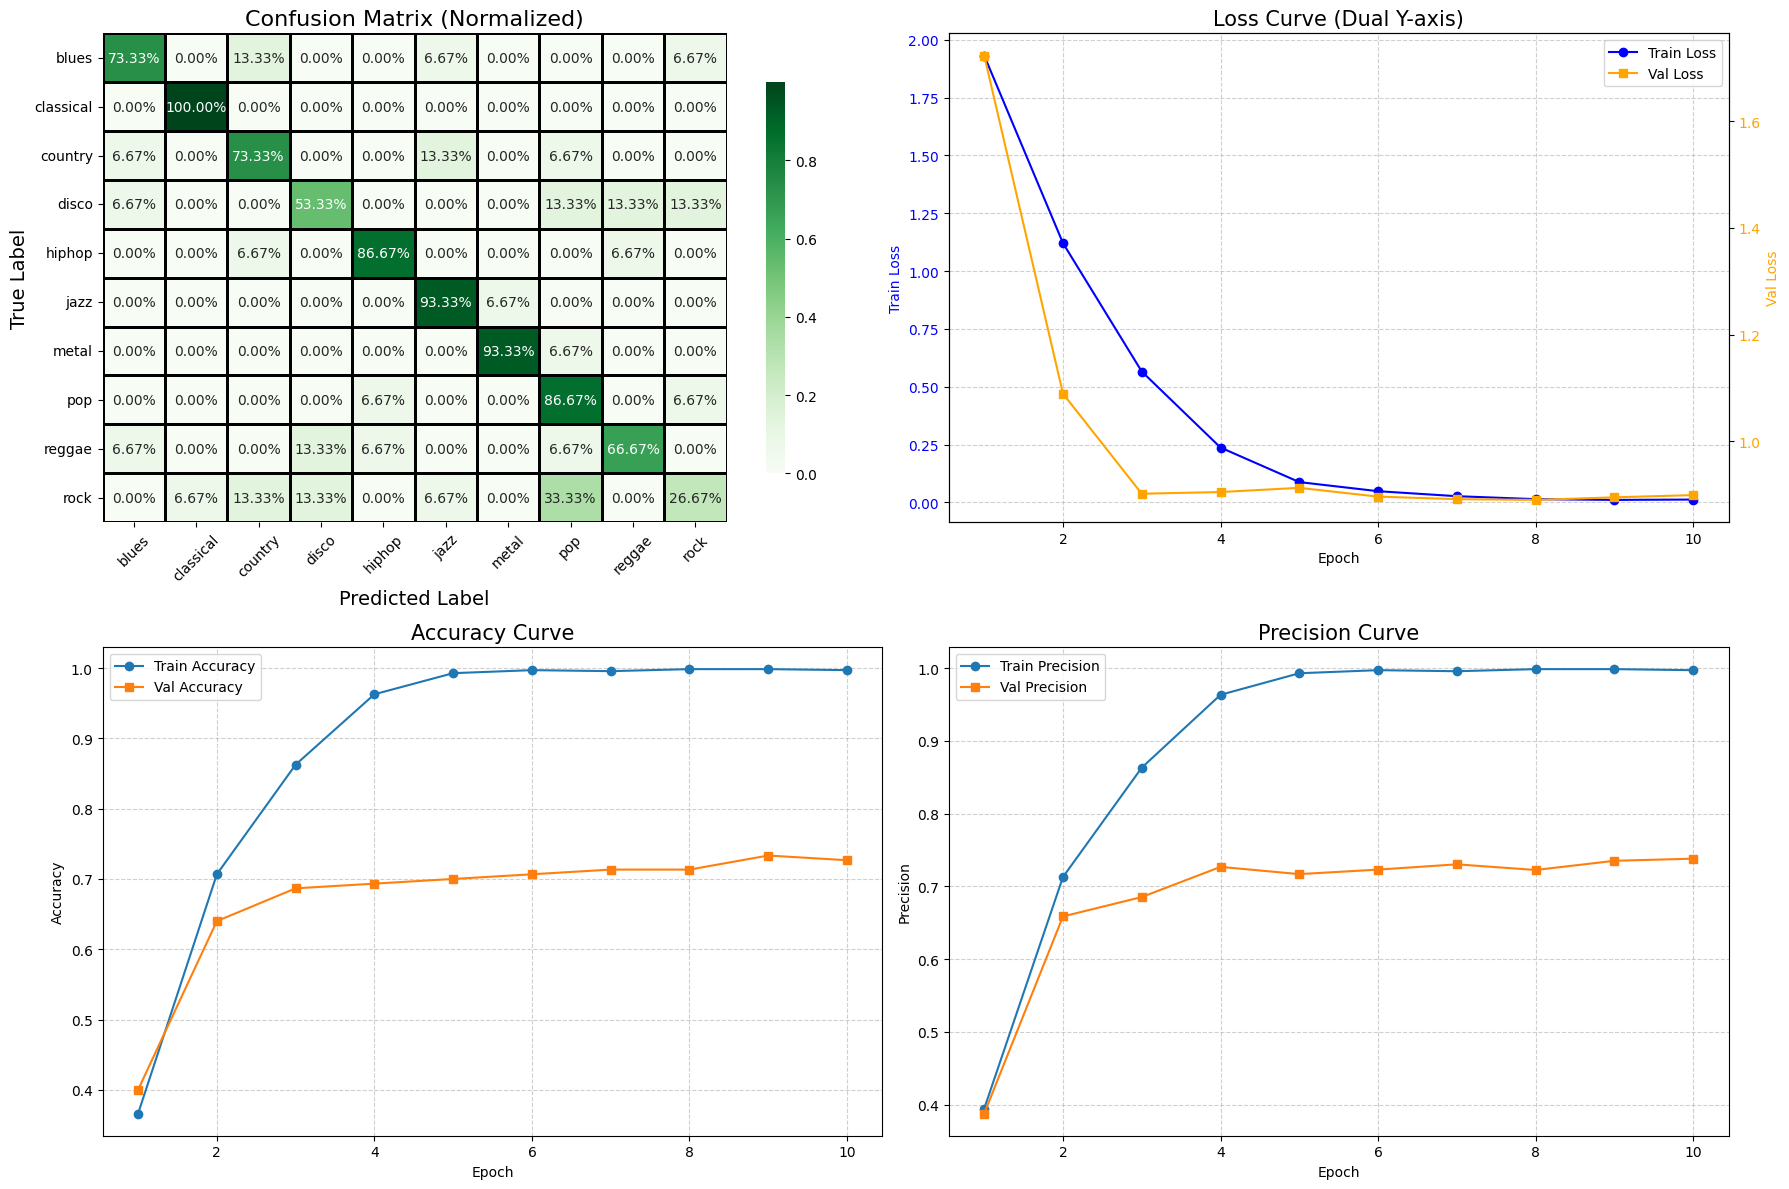 Confusion Matrix (Normalized)
True Label
blues 73.33% 0.00% 13.33% 0.00% 0.00% 6.67% 0.00% 0.00% 0.00% 6.67%
classical 0.00% 100.00% 0.00% 0.00% 0.00% 0.00% 0.00% 0.00% 0.00% 0.00%
country 6.67% 0.00% 73.33% 0.00% 0.00% 13.33% 0.00% 6.67% 0.00% 0.00%
disco 6.67% 0.00% 0.00% 53.33% 0.00% 0.00% 0.00% 13.33% 13.33% 13.33%
hiphop 0.00% 0.00% 6.67% 0.00% 86.67% 0.00% 0.00% 0.00% 6.67% 0.00%
jazz 0.00% 0.00% 0.00% 0.00% 0.00% 93.33% 6.67% 0.00% 0.00% 0.00%
metal 0.00% 0.00% 0.00% 0.00% 0.00% 0.00% 93.33% 6.67% 0.00% 0.00%
pop 0.00% 0.00% 0.00% 0.00% 6.67% 0.00% 0.00% 86.67% 0.00% 6.67%
reggae 6.67% 0.00% 0.00% 13.33% 6.67% 0.00% 0.00% 6.67% 66.67% 0.00%
rock 0.00% 6.67% 13.33% 13.33% 0.00% 6.67% 0.00% 33.33% 0.00% 26.67%
blues classical country disco hiphop jazz metal pop reggae rock
Predicted Label
0.8
0.6
0.4
0.2
0.0
Loss Curve (Dual Y-axis)
Train Loss
Val Loss
2.00
1.75
1.50
1.25
1.00
0.75
0.50
0.25
0.00
Train Loss
1.6
1.4
1.2
1.0
Val Loss
2 4 6 8 10
Epoch
Accuracy Curve
Train Accuracy
Val Accuracy
1.0
0.9
0.8
0.7
0.6
0.5
0.4
Accuracy
2 4 6 8 10
Epoch
Precision Curve
Train Precision
Val Precision
1.0
0.9
0.8
0.7
0.6
0.5
0.4
Precision
2 4 6 8 10
Epoch